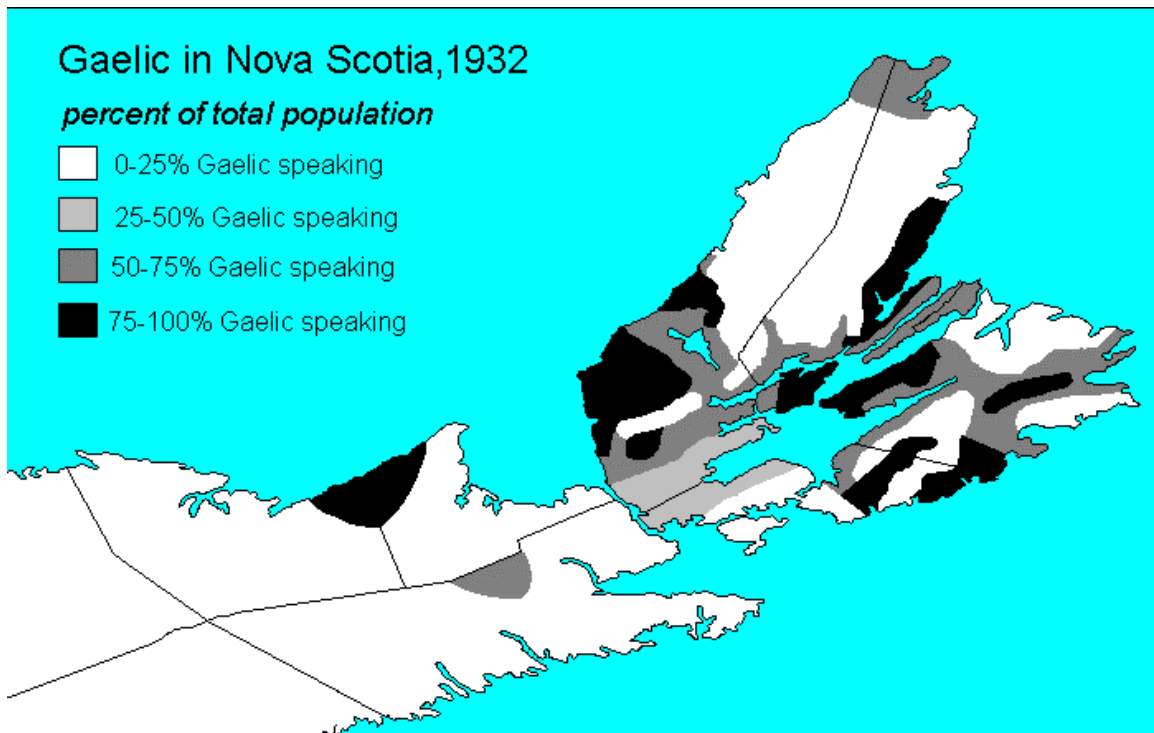 Gaelic in Nova Scotia,1932
percent of total population
0-25% Gaelic speaking
25-50% Gaelic speaking
50-75% Gaelic speaking
75-100% Gaelic speaking